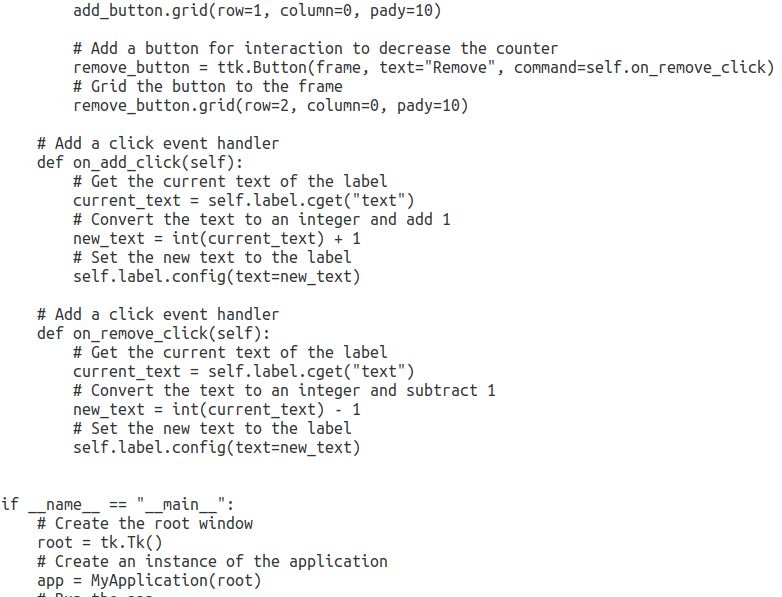 add_button.grid(row=1, column=0, pady=10)
# Add a button for interaction to decrease the counter
remove_button = ttk.Button(frame, text="Remove", command=self.on_remove_click)
# Grid the button to the frame
remove_button.grid(row=2, column=0, pady=10)
# Add a click event handler
def on_add_click(self):
# Get the current text of the label
current_text = self.label.cget("text")
# Convert the text to an integer and add 1
new_text = int(current_text) + 1
# Set the new text to the label
self.label.config(text=new_text)
# Add a click event handler
def on_remove_click(self):
# Get the current text of the label
current_text = self.label.cget("text")
# Convert the text to an integer and subtract 1
new_text = int(current_text) - 1
# Set the new text to the label
self.label.config(text=new_text)
if __name__ == "__main__":
# Create the root window
root = tk.Tk()
# Create an instance of the application
app = MyApplication(root)